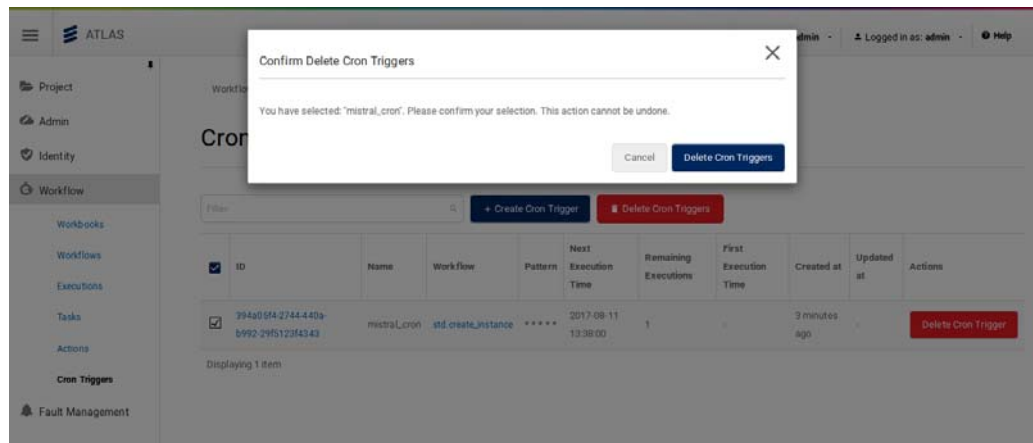 ATLAS
dmin
Logged in as: admin
Help
Confirm Delete Cron Triggers
You have selected: "mistral_cron". Please confirm your selection. This action cannot be undone.
Cancel
Delete Cron Triggers
Project
Admin
Identity
Workflow
Workbooks
Workflows
Executions
Tasks
Actions
Cron Triggers
Fault Management
Workflo
Cron
Filter
+ Create Cron Trigger
Delete Cron Triggers
ID
Name
Workflow
Pattern
Next Execution Time
Remaining Executions
First Execution Time
Created at
Updated at
Actions
394a05f4-2744-440a-
b992-29f5123f4343
mistral_cron
std.create_instance
* * * * *
2017-08-11
13:38:00
1
-
3 minutes
ago
-
Delete Cron Trigger
Displaying 1 item